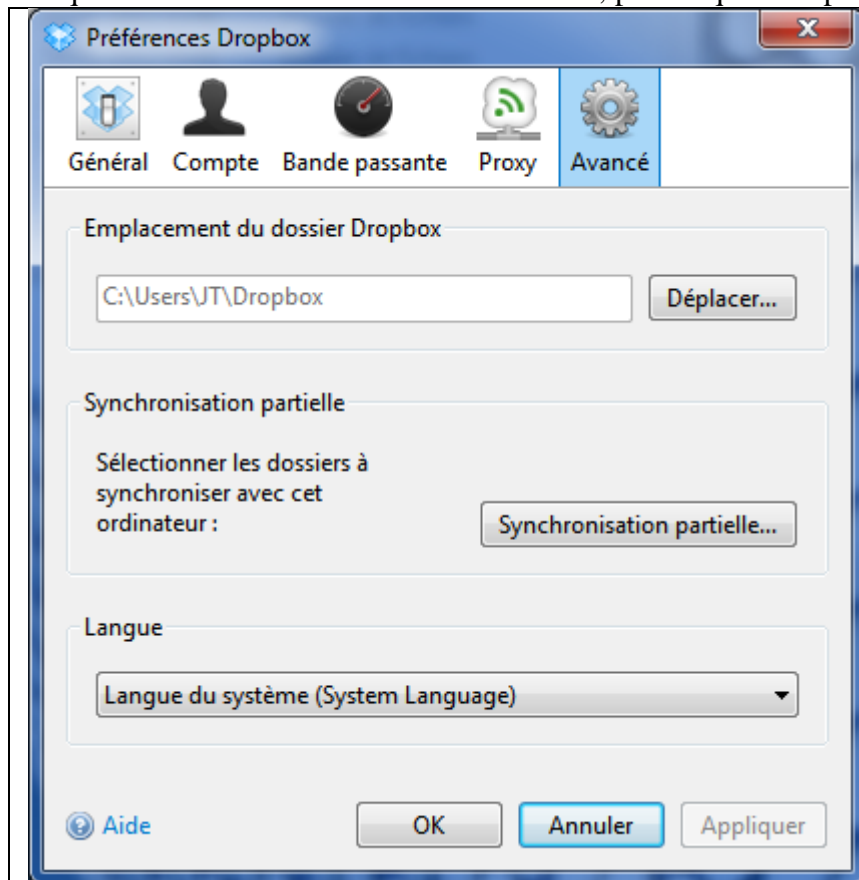 Préférences Dropbox
Général Compte Bande passante Proxy Avancé
Emplacement du dossier Dropbox
C:\Users\JT\Dropbox Déplacer...
Synchronisation partielle
Sélectionner les dossiers à
synchroniser avec cet
ordinateur : Synchronisation partielle...
Langue
Langue du système (System Language)
Aide OK Annuler Appliquer